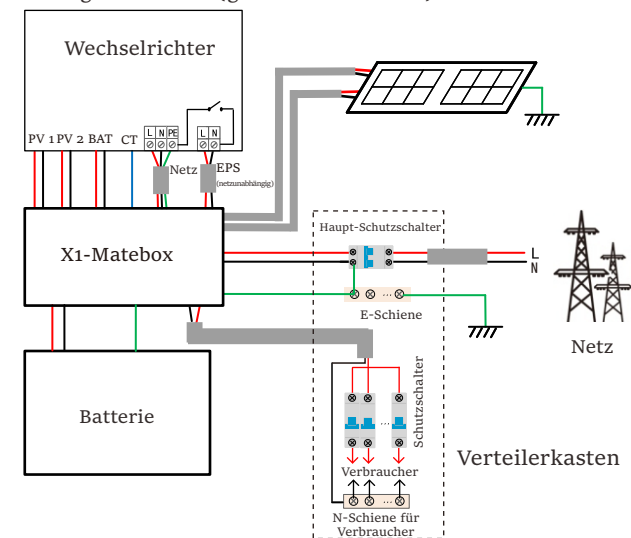 Wechselrichter
PV 1 PV 2 BAT CT
L N PE
L N
Netz
EPS
(netzunabhängig)
X1-Matebox
Haupt-Schutzschalter
L
N
E-Schiene
Netz
Batterie
Schutzschalter
Verbraucher
Verteilerkasten
N-Schiene für
Verbraucher